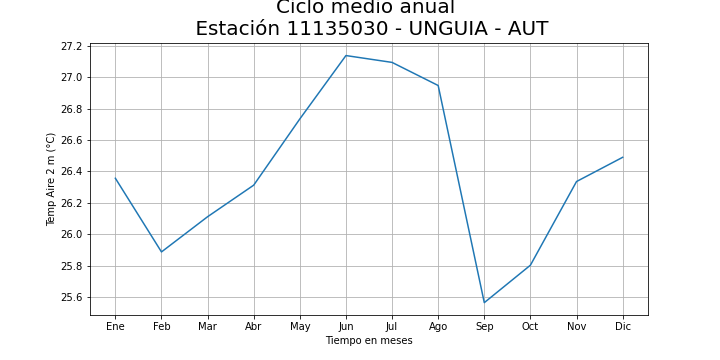 Ciclo medio anual
Estación 11135030 - UNGUIA - AUT
27.2
27.0
26.8
26.6
26.4
26.2
26.0
25.8
25.6
Temp Aire 2 m (°C)
Ene Feb Mar Abr May Jun Jul Ago Sep Oct Nov Dic
Tiempo en meses